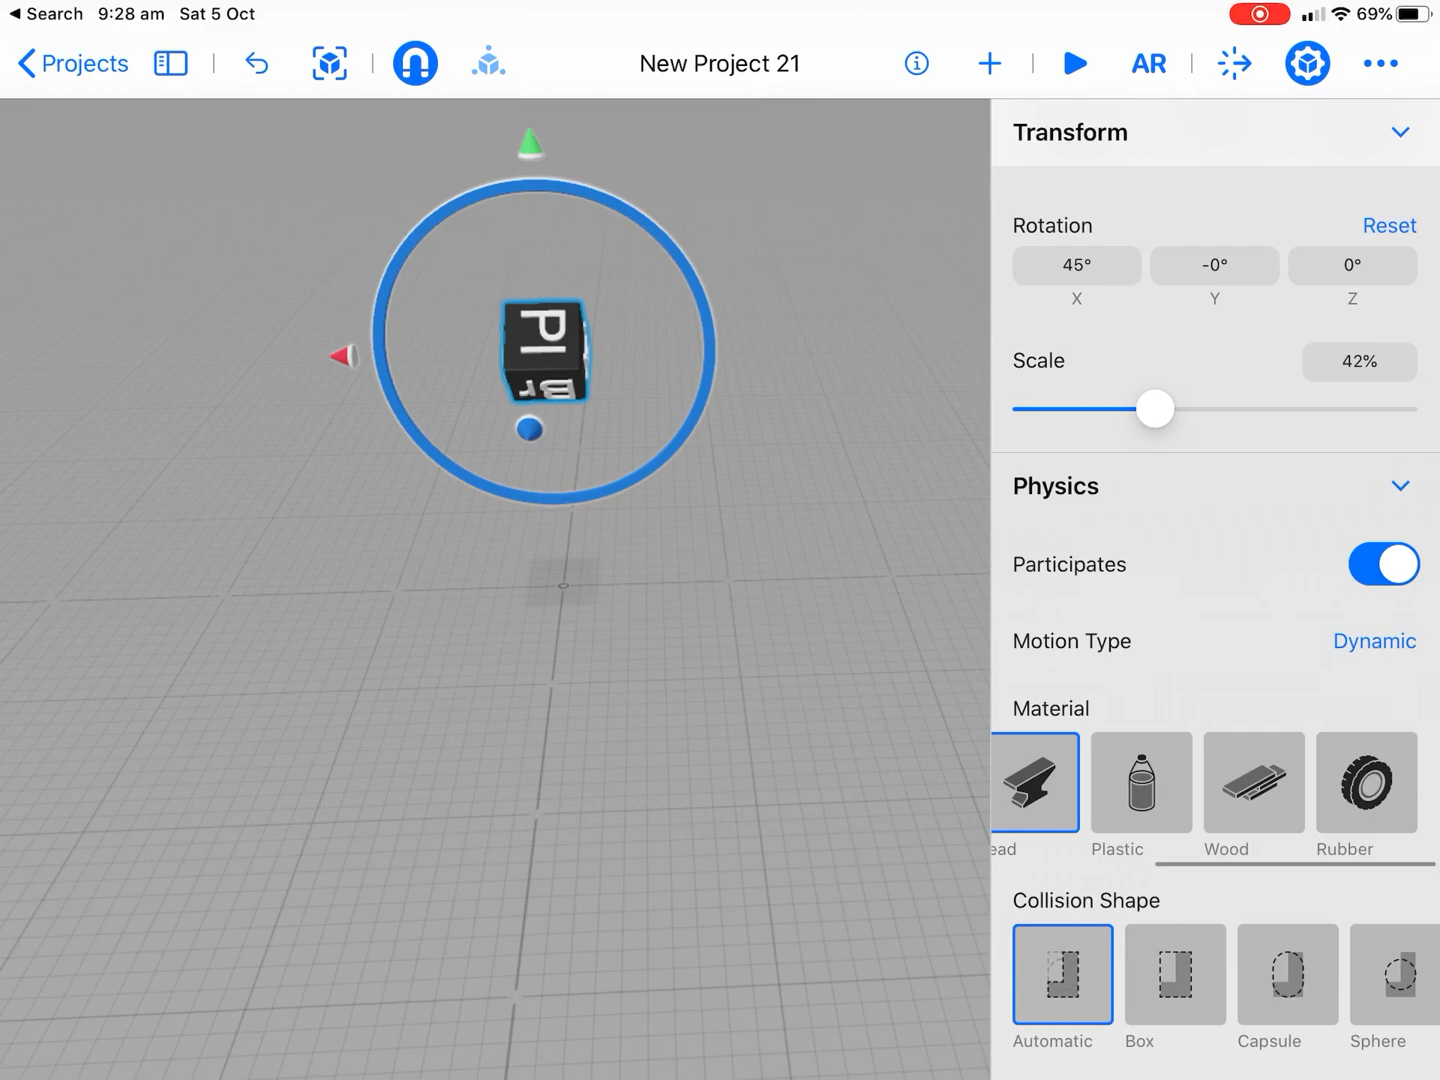 Search 9:28 am Sat 5 Oct 69%
Projects New Project 21 AR
Transform
Rotation Reset
45° -0° 0°
X Y Z
Scale 42%
Physics
Participates
Motion Type Dynamic
Material
ead Plastic Wood Rubber
Collision Shape
Automatic Box Capsule Sphere
Pl